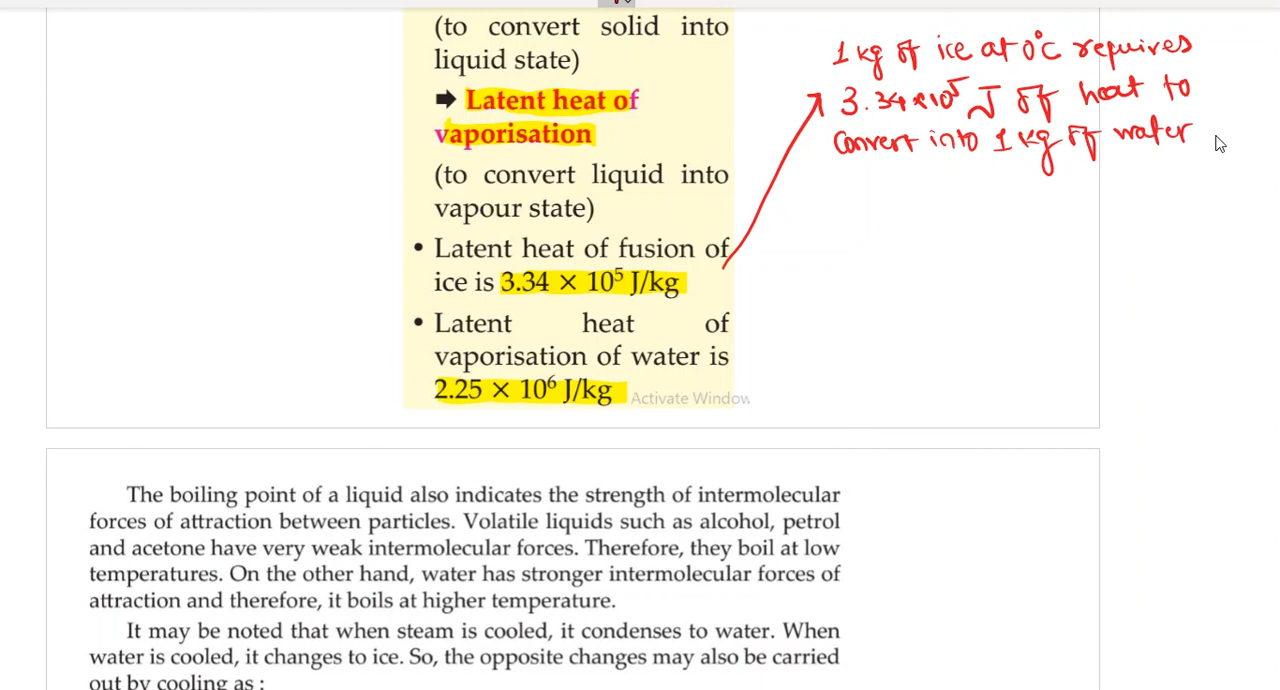 (to convert solid into
liquid state)
➡ Latent heat of
vaporisation
(to convert liquid into
vapour state)
• Latent heat of fusion of
ice is 3.34 × 10⁵ J/kg
• Latent heat of
vaporisation of water is
2.25 × 10⁶ J/kg
Activate Window
1 kg of ice at 0°C requires
3.34×10⁵ J of heat to
convert into 1 kg of water
The boiling point of a liquid also indicates the strength of intermolecular
forces of attraction between particles. Volatile liquids such as alcohol, petrol
and acetone have very weak intermolecular forces. Therefore, they boil at low
temperatures. On the other hand, water has stronger intermolecular forces of
attraction and therefore, it boils at higher temperature.
It may be noted that when steam is cooled, it condenses to water. When
water is cooled, it changes to ice. So, the opposite changes may also be carried
out by cooling as :